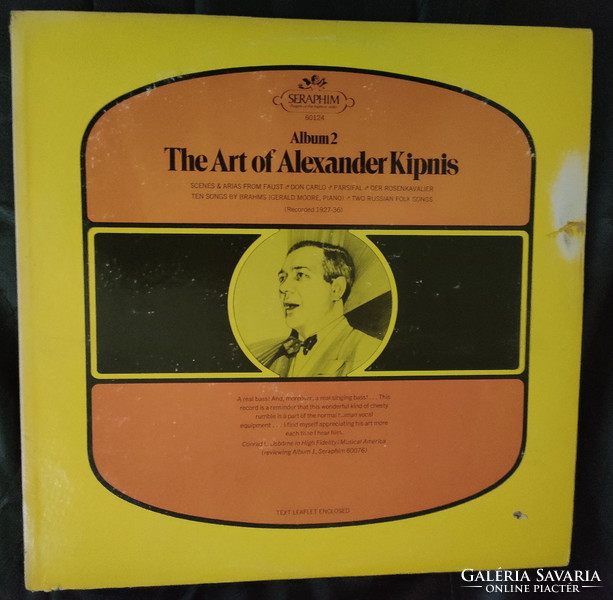 SERAPHIM
60124
Album 2
The Art of Alexander Kipnis
SCENES & ARIAS FROM FAUST / DON CARLO / PARSIFAL / DER ROSENKAVALIER
TEN SONGS BY BRAHMS (GERALD MOORE, PIANO) / TWO RUSSIAN FOLK SONGS
(Recorded 1927-36)
A real bass! And, moreover, a real singing bass! . . . This
record is a reminder that this wonderful kind of cheery
rumble is a part of the normal human vocal
equipment . . . I find myself appreciating his art more
each time I hear him.
Conrad L. Osborne in High Fidelity/Musical America
(reviewing Album 1, Seraphim 60076)
TEXT LEAFLET ENCLOSED
GALÉRIA SAVARIA
ONLINE PIACTÉR